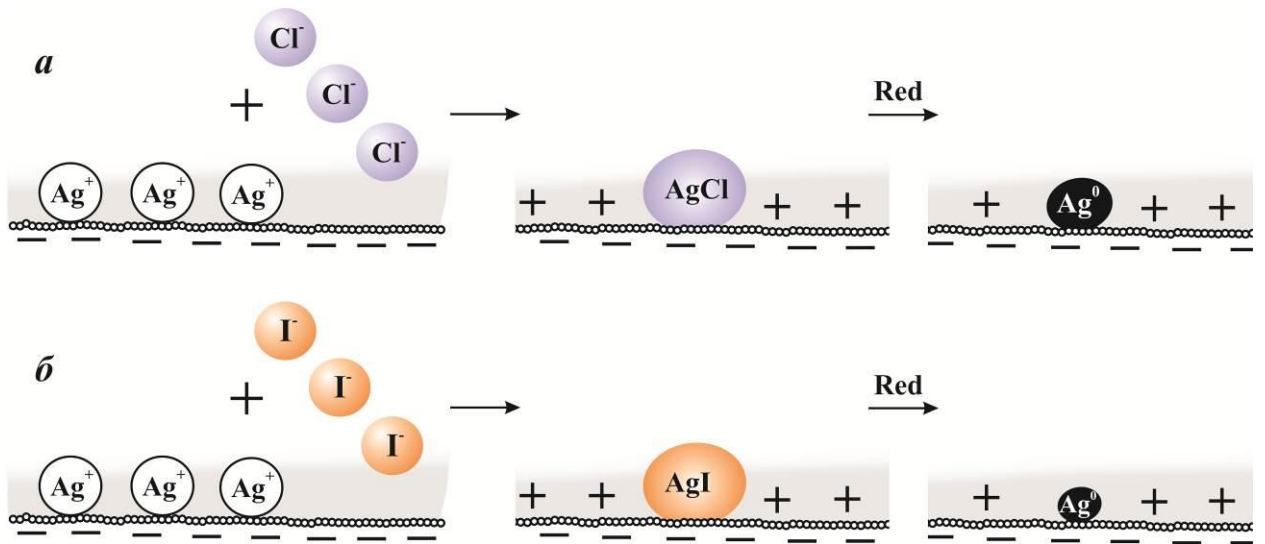 а
+ Cl⁻
Cl⁻
Cl⁻
Ag⁺ Ag⁺ Ag⁺
+ + AgCl + +
Red
+ Ag⁰ + +
б
+ I⁻
I⁻
I⁻
Ag⁺ Ag⁺ Ag⁺
+ + AgI + +
Red
+ Ag⁰ + +